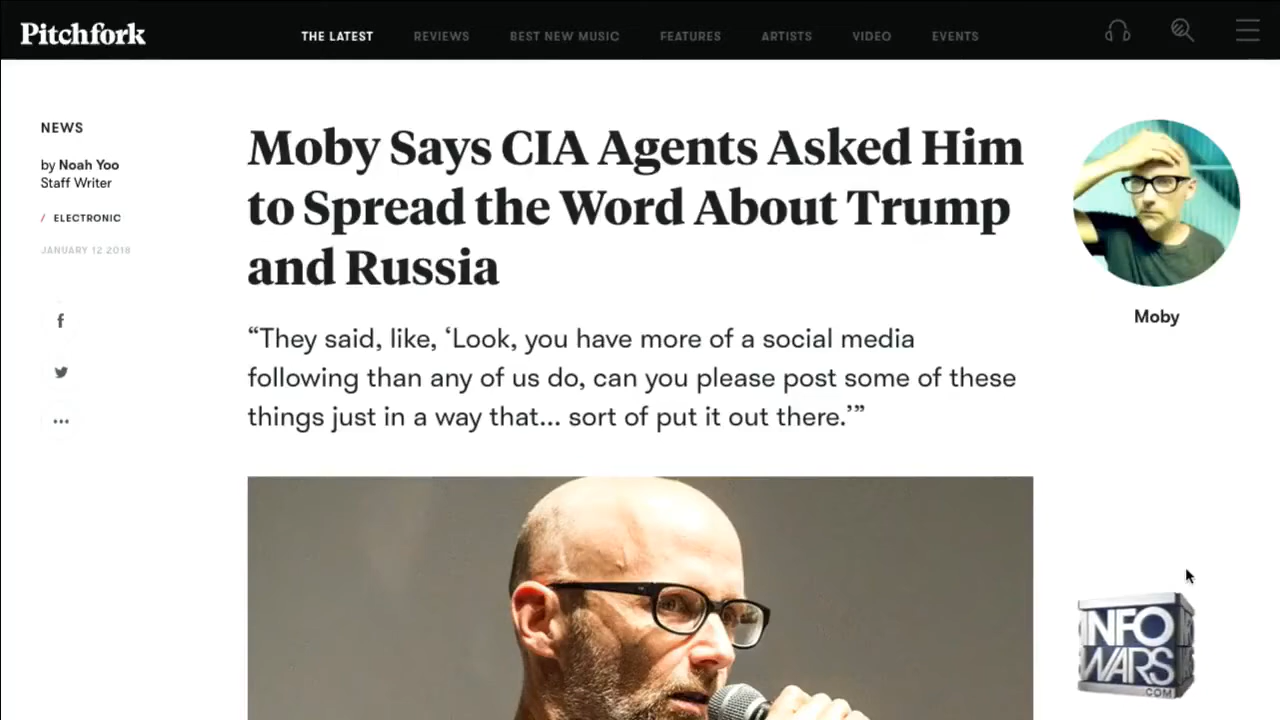 Pitchfork
THE LATEST REVIEWS BEST NEW MUSIC FEATURES ARTISTS VIDEO EVENTS
NEWS
by Noah Yoo
Staff Writer
/ ELECTRONIC
JANUARY 12 2018
Moby Says CIA Agents Asked Him
to Spread the Word About Trump
and Russia
“They said, like, ‘Look, you have more of a social media
following than any of us do, can you please post some of these
things just in a way that... sort of put it out there.’”
Moby
INFO
WARS
.COM